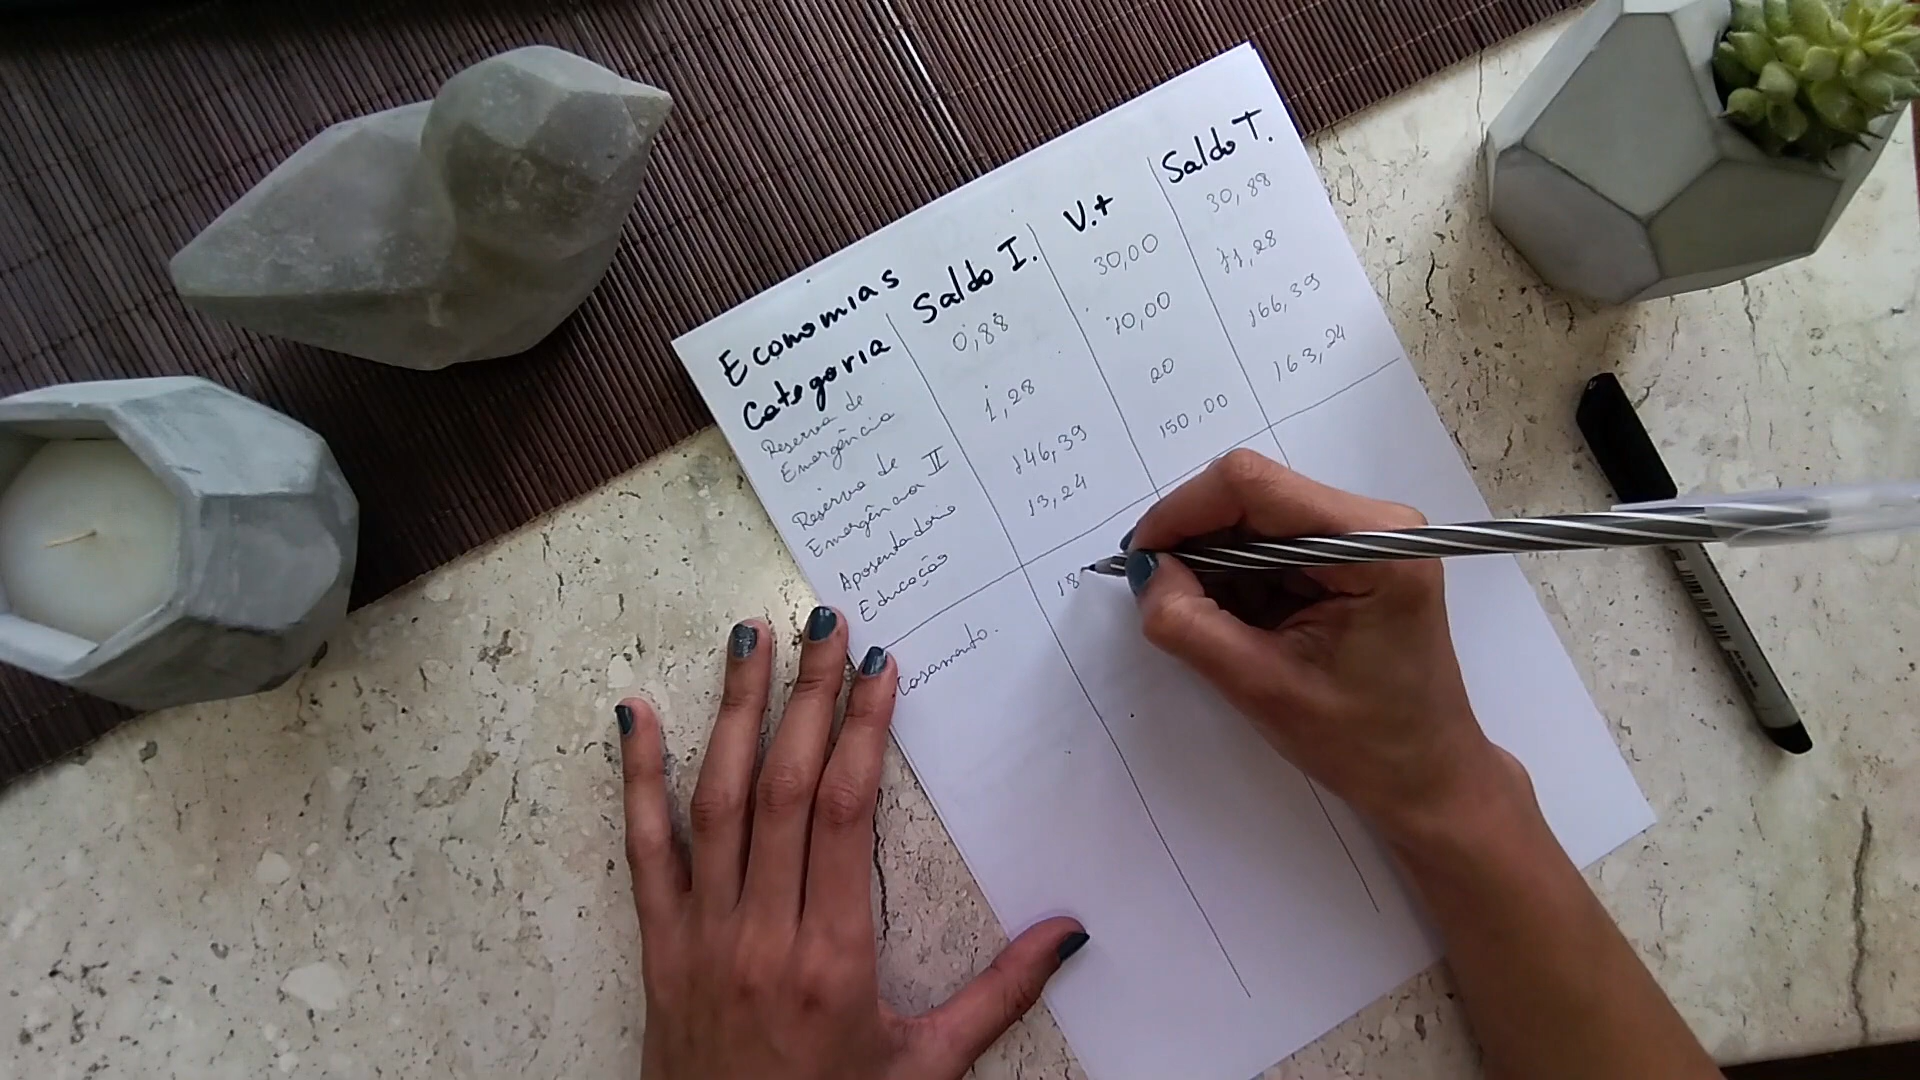 Economias
Categoria Saldo I. V.+ Saldo T.
Reserva de
Emergência 0,88 30,00 30,88
Reserva de
Emergência II 1,28 10,00 11,28
Aposentadoria 146,39 20 166,39
Educação 13,24 150,00 163,24
Casamento. 18